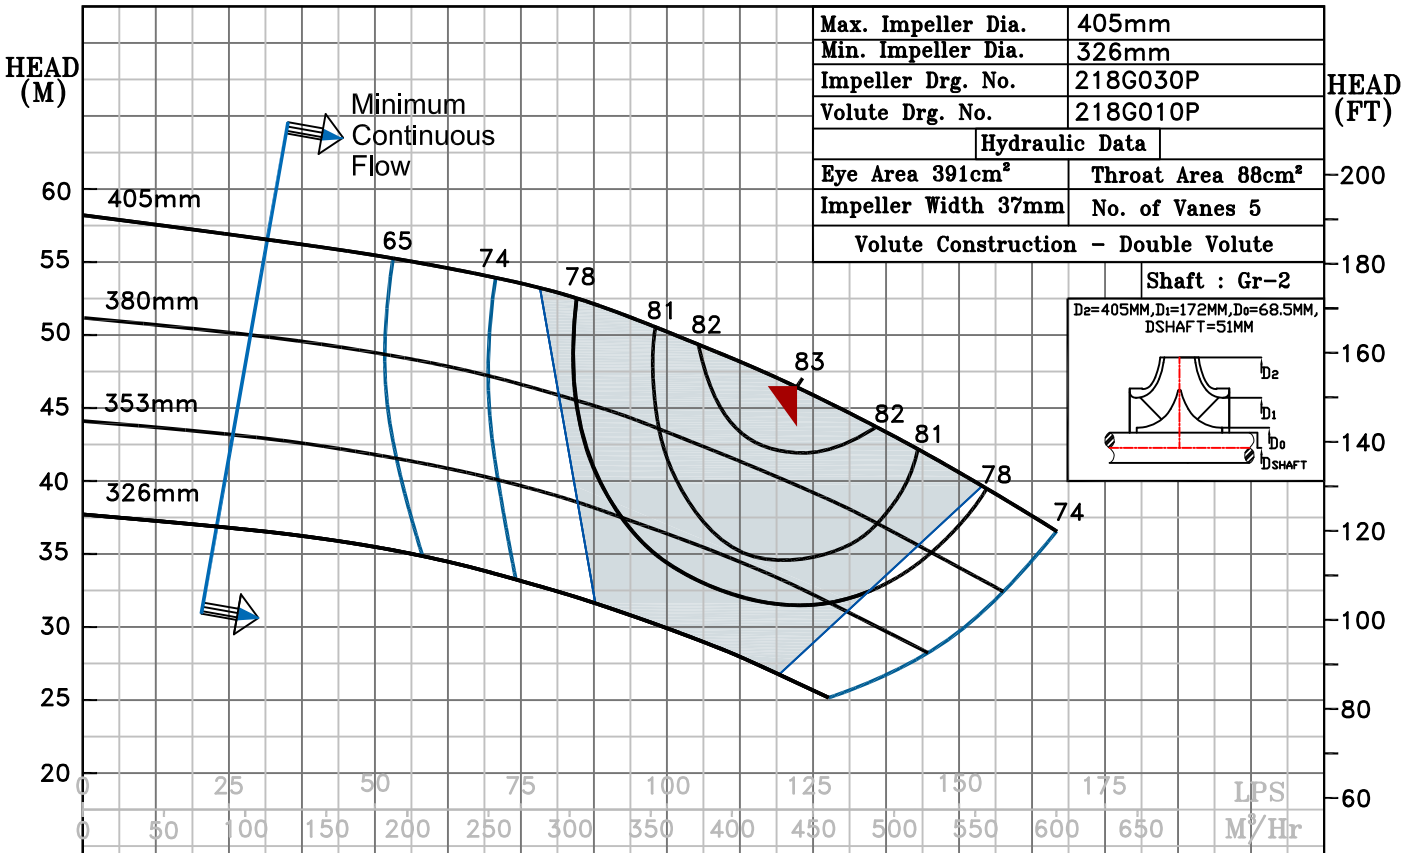 Max. Impeller Dia. 405mm
Min. Impeller Dia. 326mm
Impeller Drg. No. 218G030P
Volute Drg. No. 218G010P
Hydraulic Data
Eye Area 391cm² Throat Area 88cm²
Impeller Width 37mm No. of Vanes 5
Volute Construction - Double Volute
Shaft : Gr-2
D2=405MM,D1=172MM,D0=68.5MM,
DSHAFT=51MM
D2
D1
D0
DSHAFT
HEAD
(M)
HEAD
(FT)
Minimum
Continuous
Flow
60
55
50
45
40
35
30
25
20
200
180
160
140
120
100
80
60
405mm
380mm
353mm
326mm
65
74
78
81
82
83
82
81
78
74
0 25 50 75 100 125 150 175 LPS
0 50 100 150 200 250 300 350 400 450 500 550 600 650 M³/Hr